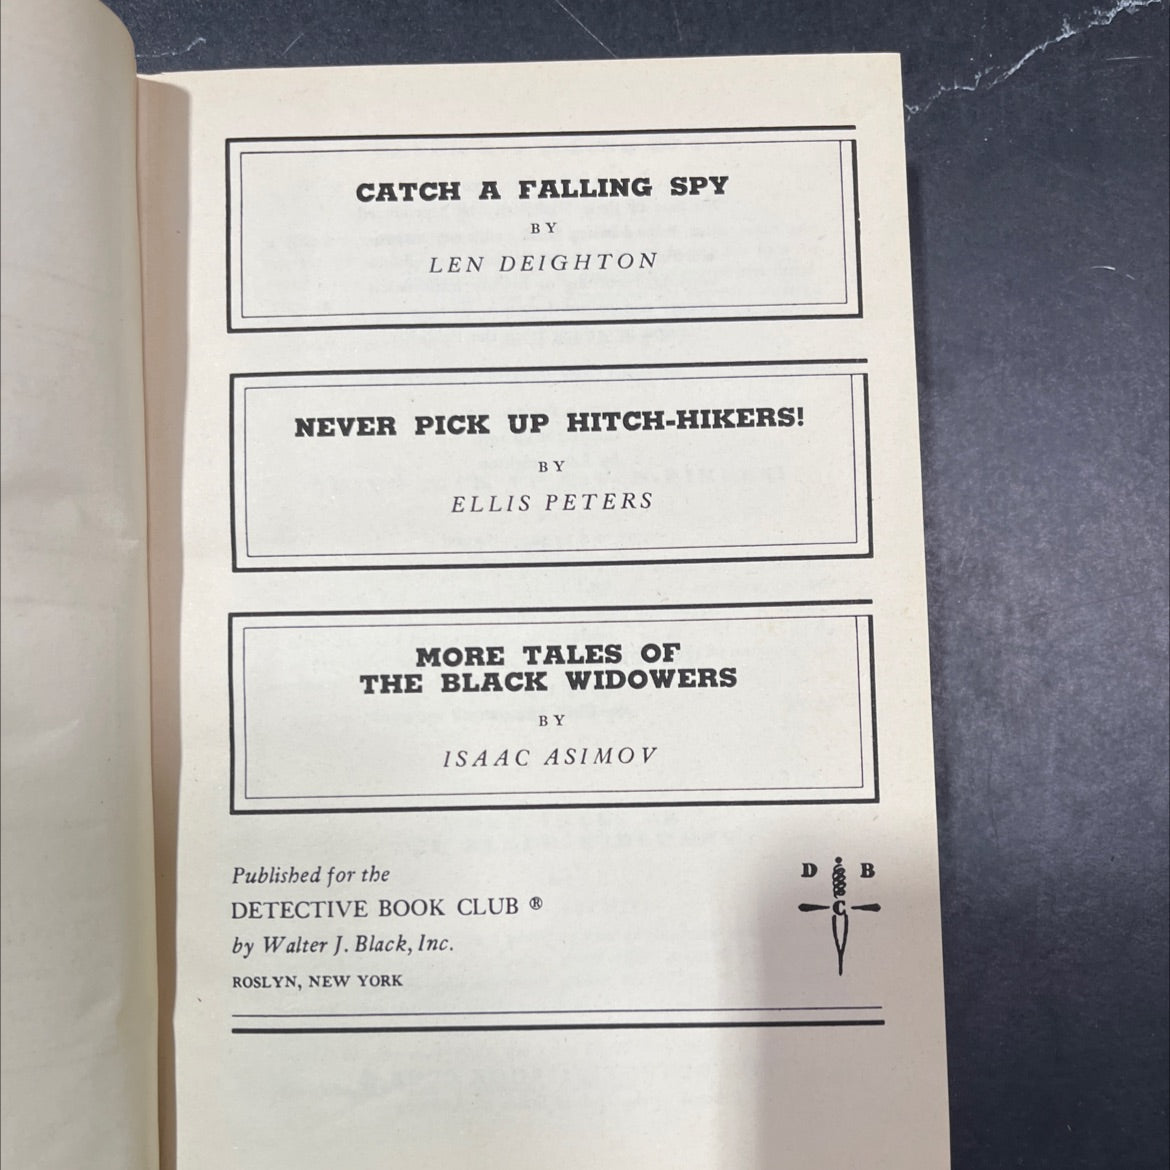 CATCH A FALLING SPY
BY
LEN DEIGHTON
NEVER PICK UP HITCH-HIKERS!
BY
ELLIS PETERS
MORE TALES OF
THE BLACK WIDOWERS
BY
ISAAC ASIMOV
Published for the
DETECTIVE BOOK CLUB ®
by Walter J. Black, Inc.
ROSLYN, NEW YORK
D B
C